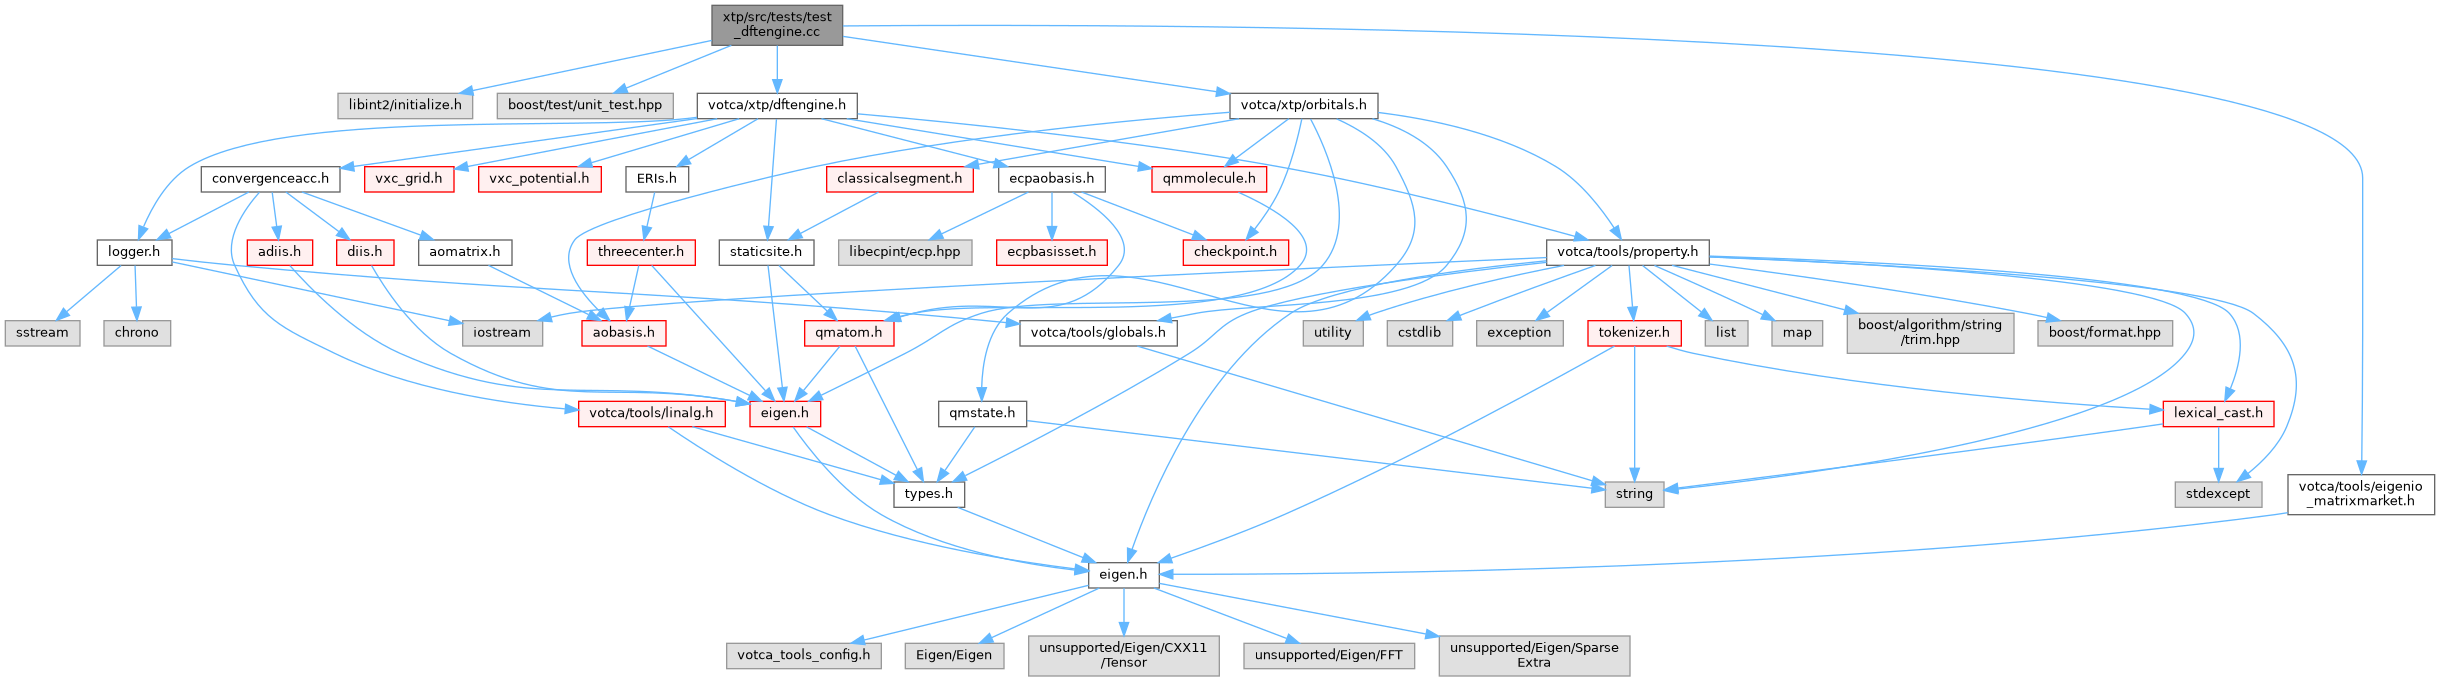 xtp/src/tests/test
_dftengine.cc
libint2/initialize.h
boost/test/unit_test.hpp
votca/xtp/dftengine.h
votca/xtp/orbitals.h
convergenceacc.h
vxc_grid.h
vxc_potential.h
ERIs.h
classicalsegment.h
ecpaobasis.h
qmmolecule.h
logger.h
adiis.h
diis.h
aomatrix.h
threecenter.h
staticsite.h
libecpint/ecp.hpp
ecpbasisset.h
checkpoint.h
votca/tools/property.h
sstream
chrono
iostream
aobasis.h
qmatom.h
votca/tools/globals.h
utility
cstdlib
exception
tokenizer.h
list
map
boost/algorithm/string
/trim.hpp
boost/format.hpp
votca/tools/linalg.h
eigen.h
qmstate.h
lexical_cast.h
types.h
string
stdexcept
votca/tools/eigenio
_matrixmarket.h
eigen.h
votca_tools_config.h
Eigen/Eigen
unsupported/Eigen/CXX11
/Tensor
unsupported/Eigen/FFT
unsupported/Eigen/Sparse
Extra